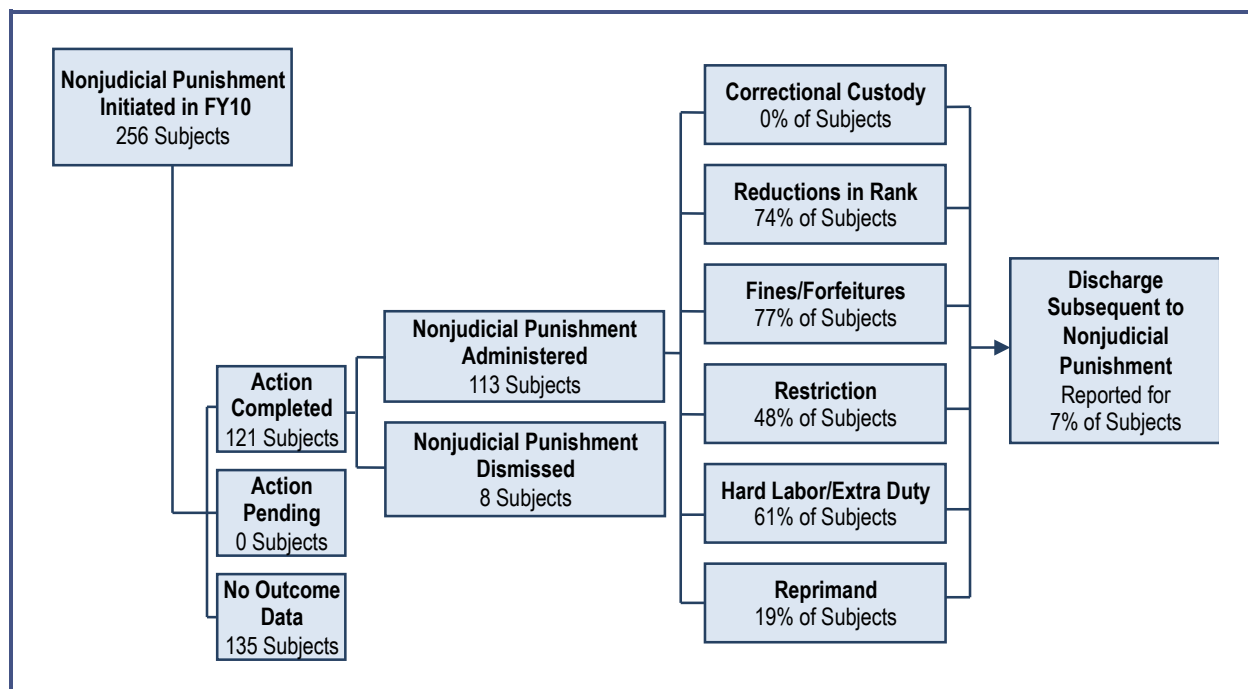 Nonjudicial Punishment
Initiated in FY10
256 Subjects
Action
Completed
121 Subjects
Action
Pending
0 Subjects
No Outcome
Data
135 Subjects
Nonjudicial Punishment
Administered
113 Subjects
Nonjudicial Punishment
Dismissed
8 Subjects
Correctional Custody
0% of Subjects
Reductions in Rank
74% of Subjects
Fines/Forfeitures
77% of Subjects
Restriction
48% of Subjects
Hard Labor/Extra Duty
61% of Subjects
Reprimand
19% of Subjects
Discharge
Subsequent to
Nonjudicial
Punishment
Reported for
7% of Subjects